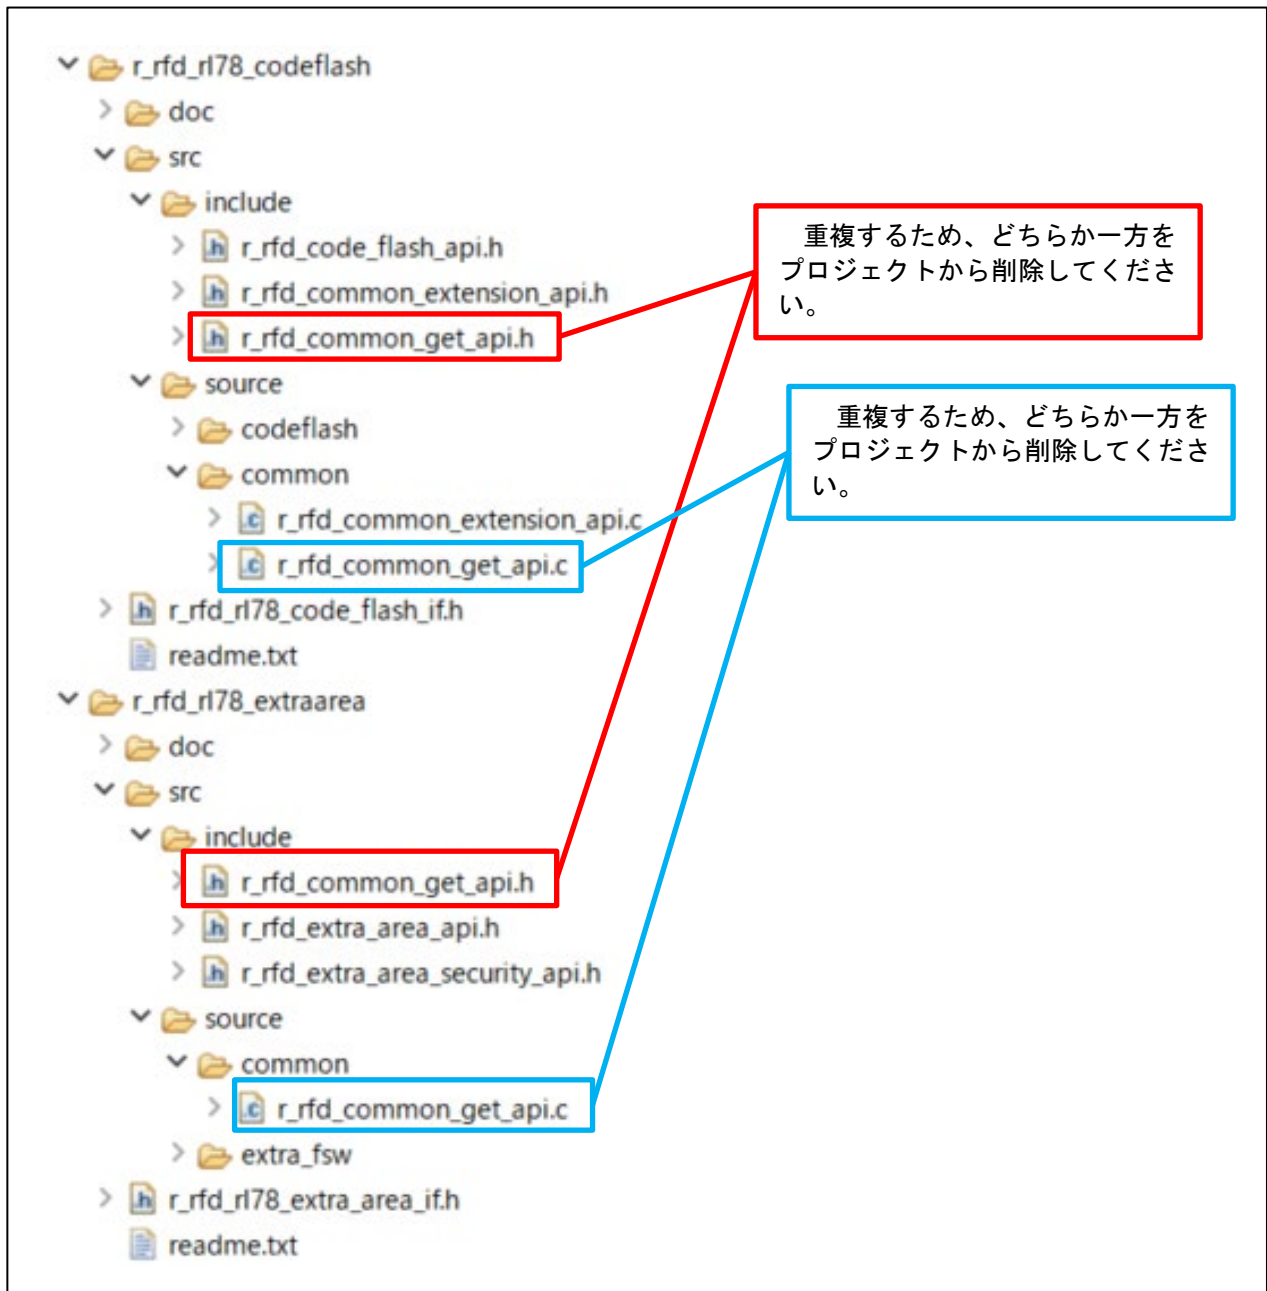 r_rfd_rl78_codeflash
doc
src
include
r_rfd_code_flash_api.h
r_rfd_common_extension_api.h
r_rfd_common_get_api.h
source
codeflash
common
r_rfd_common_extension_api.c
r_rfd_common_get_api.c
r_rfd_rl78_code_flash_if.h
readme.txt
r_rfd_rl78_extraarea
doc
src
include
r_rfd_common_get_api.h
r_rfd_extra_area_api.h
r_rfd_extra_area_security_api.h
source
common
r_rfd_common_get_api.c
extra_fsw
r_rfd_rl78_extra_area_if.h
readme.txt
重複するため、どちらか一方を
プロジェクトから削除してくださ
い。
重複するため、どちらか一方を
プロジェクトから削除してくださ
い。